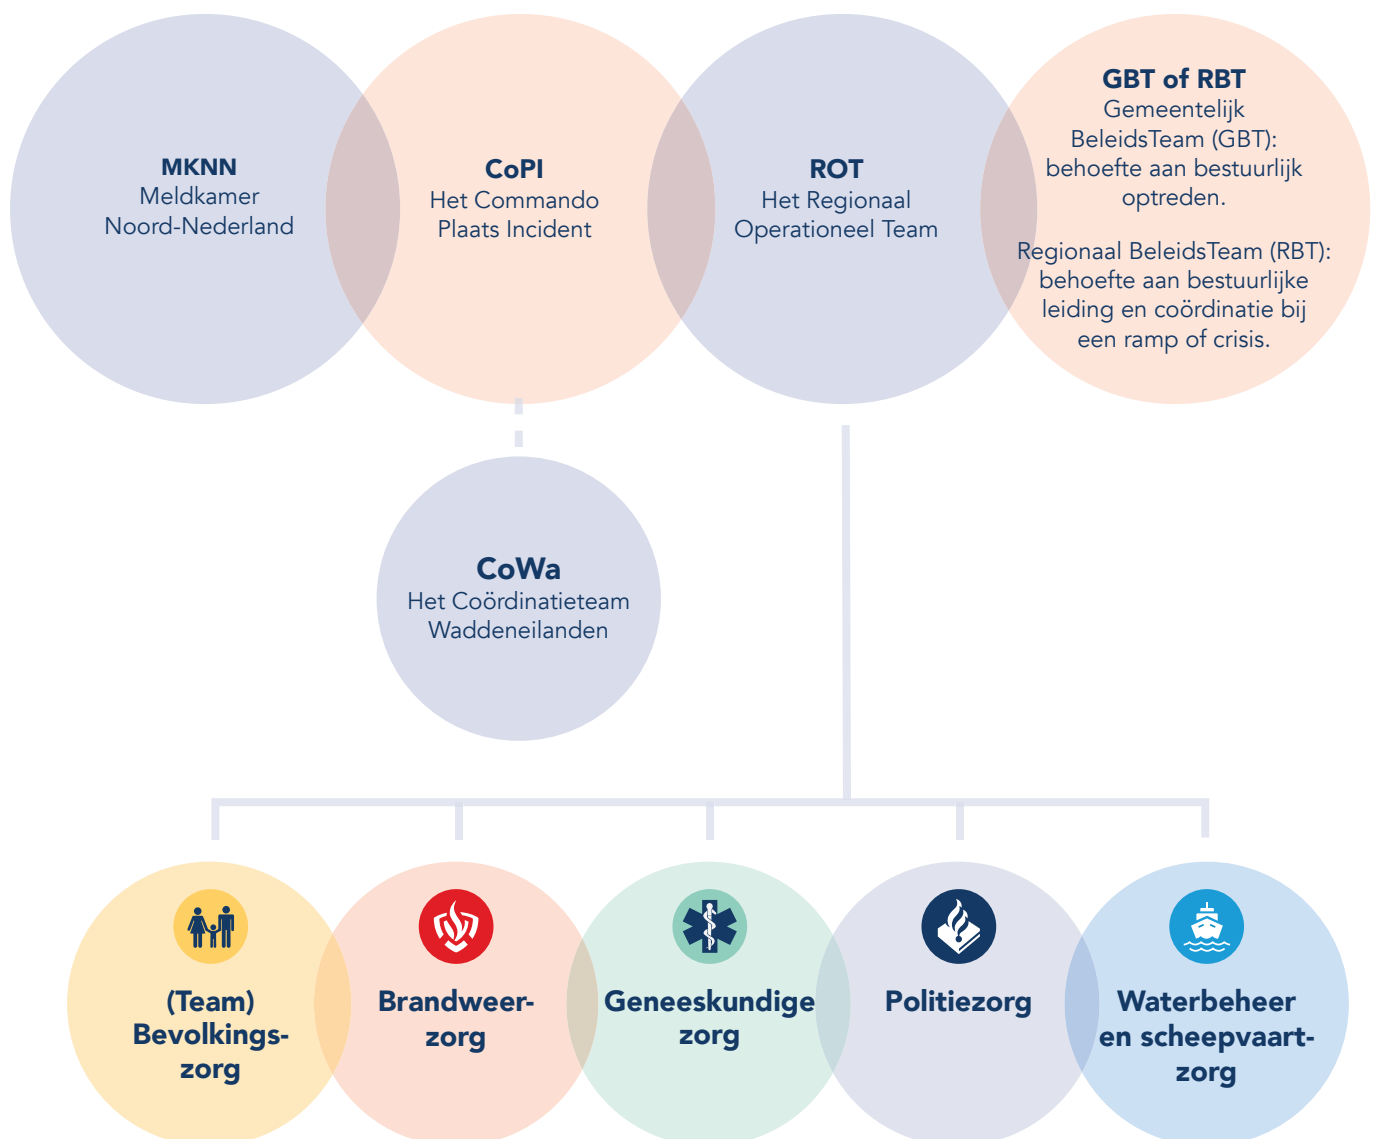 MKNN
Meldkamer
Noord-Nederland
CoPI
Het Commando
Plaats Incident
ROT
Het Regionaal
Operationeel Team
GBT of RBT
Gemeentelijk
BeleidsTeam (GBT):
behoefte aan bestuurlijk
optreden.
Regionaal BeleidsTeam (RBT):
behoefte aan bestuurlijke
leiding en coördinatie bij
een ramp of crisis.
CoWa
Het Coördinatieteam
Waddeneilanden
(Team)
Bevolkings-
zorg
Brandweer-
zorg
Geneeskundige
zorg
Politiezorg
Waterbeheer
en scheepvaart-
zorg